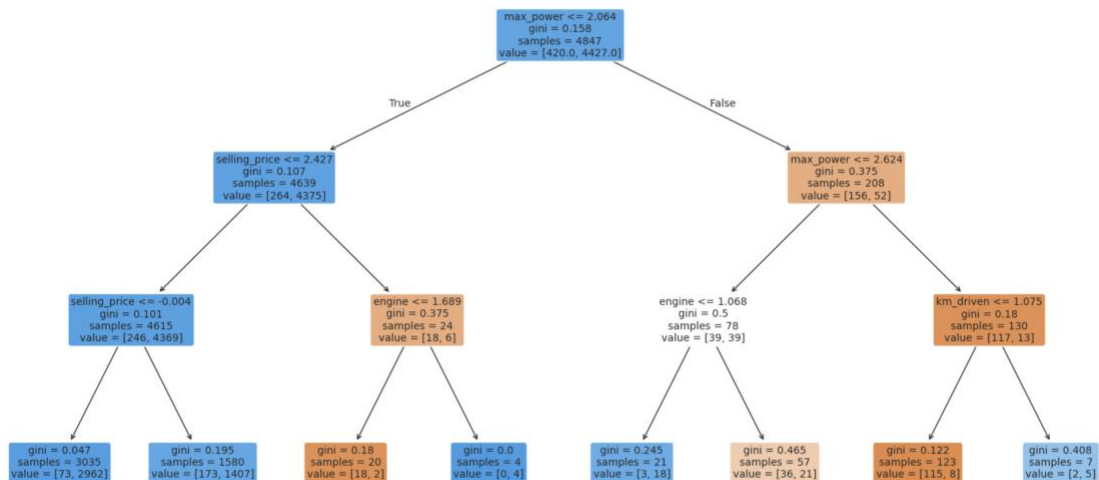 max_power <= 2.064
gini = 0.158
samples = 4847
value = [420.0, 4427.0]
True
False
selling_price <= 2.427
gini = 0.107
samples = 4639
value = [264, 4375]
max_power <= 2.624
gini = 0.375
samples = 208
value = [156, 52]
selling_price <= -0.004
gini = 0.101
samples = 4615
value = [246, 4369]
engine <= 1.689
gini = 0.375
samples = 24
value = [18, 6]
engine <= 1.068
gini = 0.5
samples = 78
value = [39, 39]
km_driven <= 1.075
gini = 0.18
samples = 130
value = [117, 13]
gini = 0.047
samples = 3035
value = [73, 2962]
gini = 0.195
samples = 1580
value = [173, 1407]
gini = 0.18
samples = 20
value = [18, 2]
gini = 0.0
samples = 4
value = [0, 4]
gini = 0.245
samples = 21
value = [3, 18]
gini = 0.465
samples = 57
value = [36, 21]
gini = 0.122
samples = 123
value = [115, 8]
gini = 0.408
samples = 7
value = [2, 5]